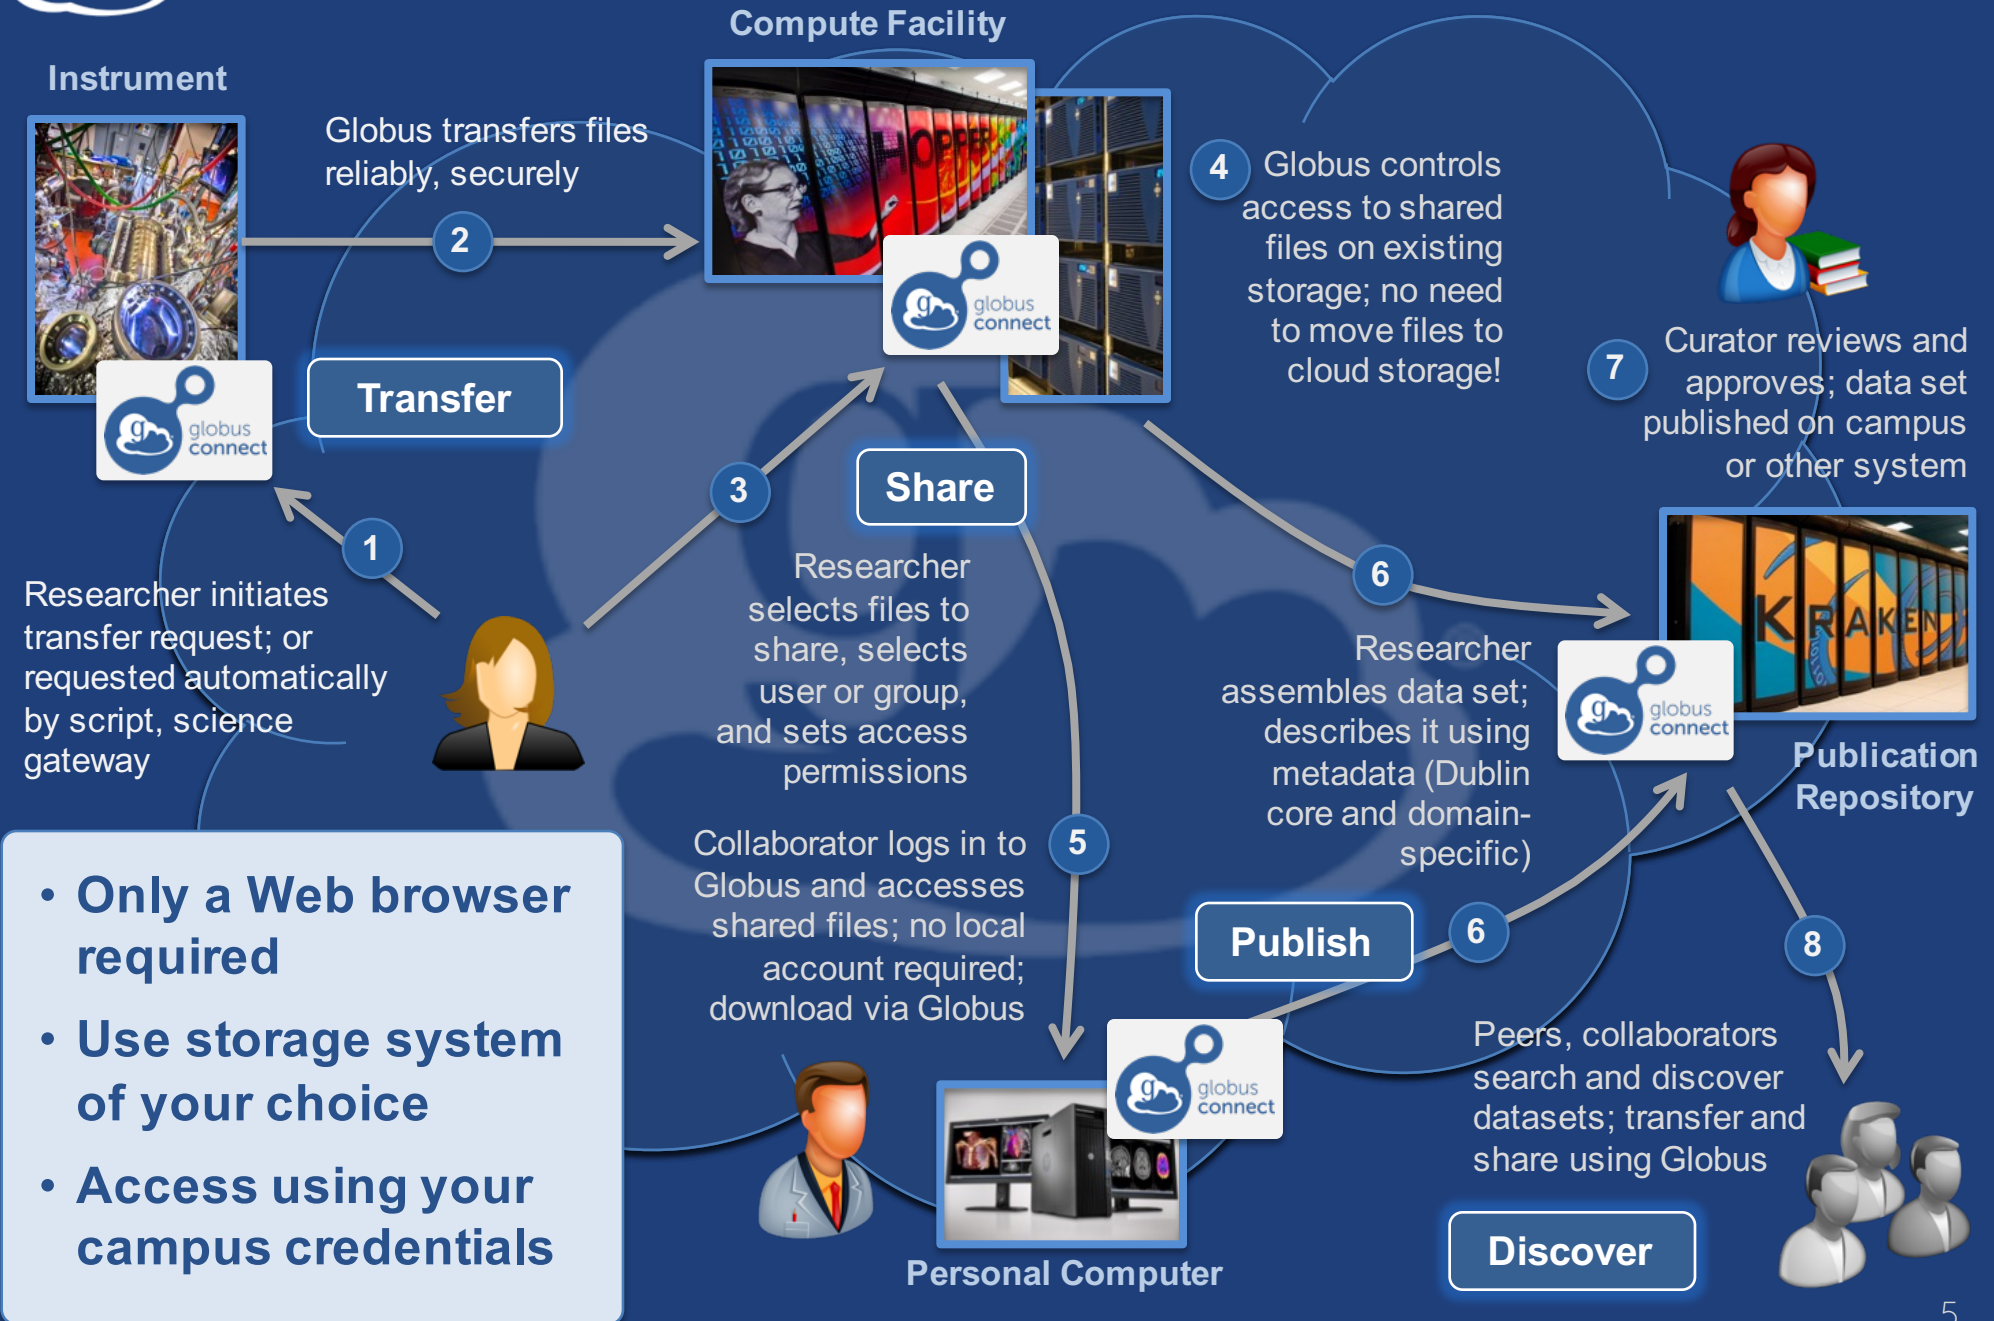 Compute Facility
Instrument
Globus transfers files
reliably, securely
2
HOPPER
globus
connect
4
Globus controls
access to shared
files on existing
storage; no need
to move files to
cloud storage!
7
Curator reviews and
approves; data set
published on campus
or other system
globus
connect
Transfer
3
Share
1
Researcher initiates
transfer request; or
requested automatically
by script, science
gateway
Researcher
selects files to
share, selects
user or group,
and sets access
permissions
6
Researcher
assembles data set;
describes it using
metadata (Dublin
core and domain-
specific)
KRAKEN
globus
connect
Publication
Repository
5
Collaborator logs in to
Globus and accesses
shared files; no local
account required;
download via Globus
Publish
6
8
• Only a Web browser
required
• Use storage system
of your choice
• Access using your
campus credentials
globus
connect
Personal Computer
Peers, collaborators
search and discover
datasets; transfer and
share using Globus
Discover
5